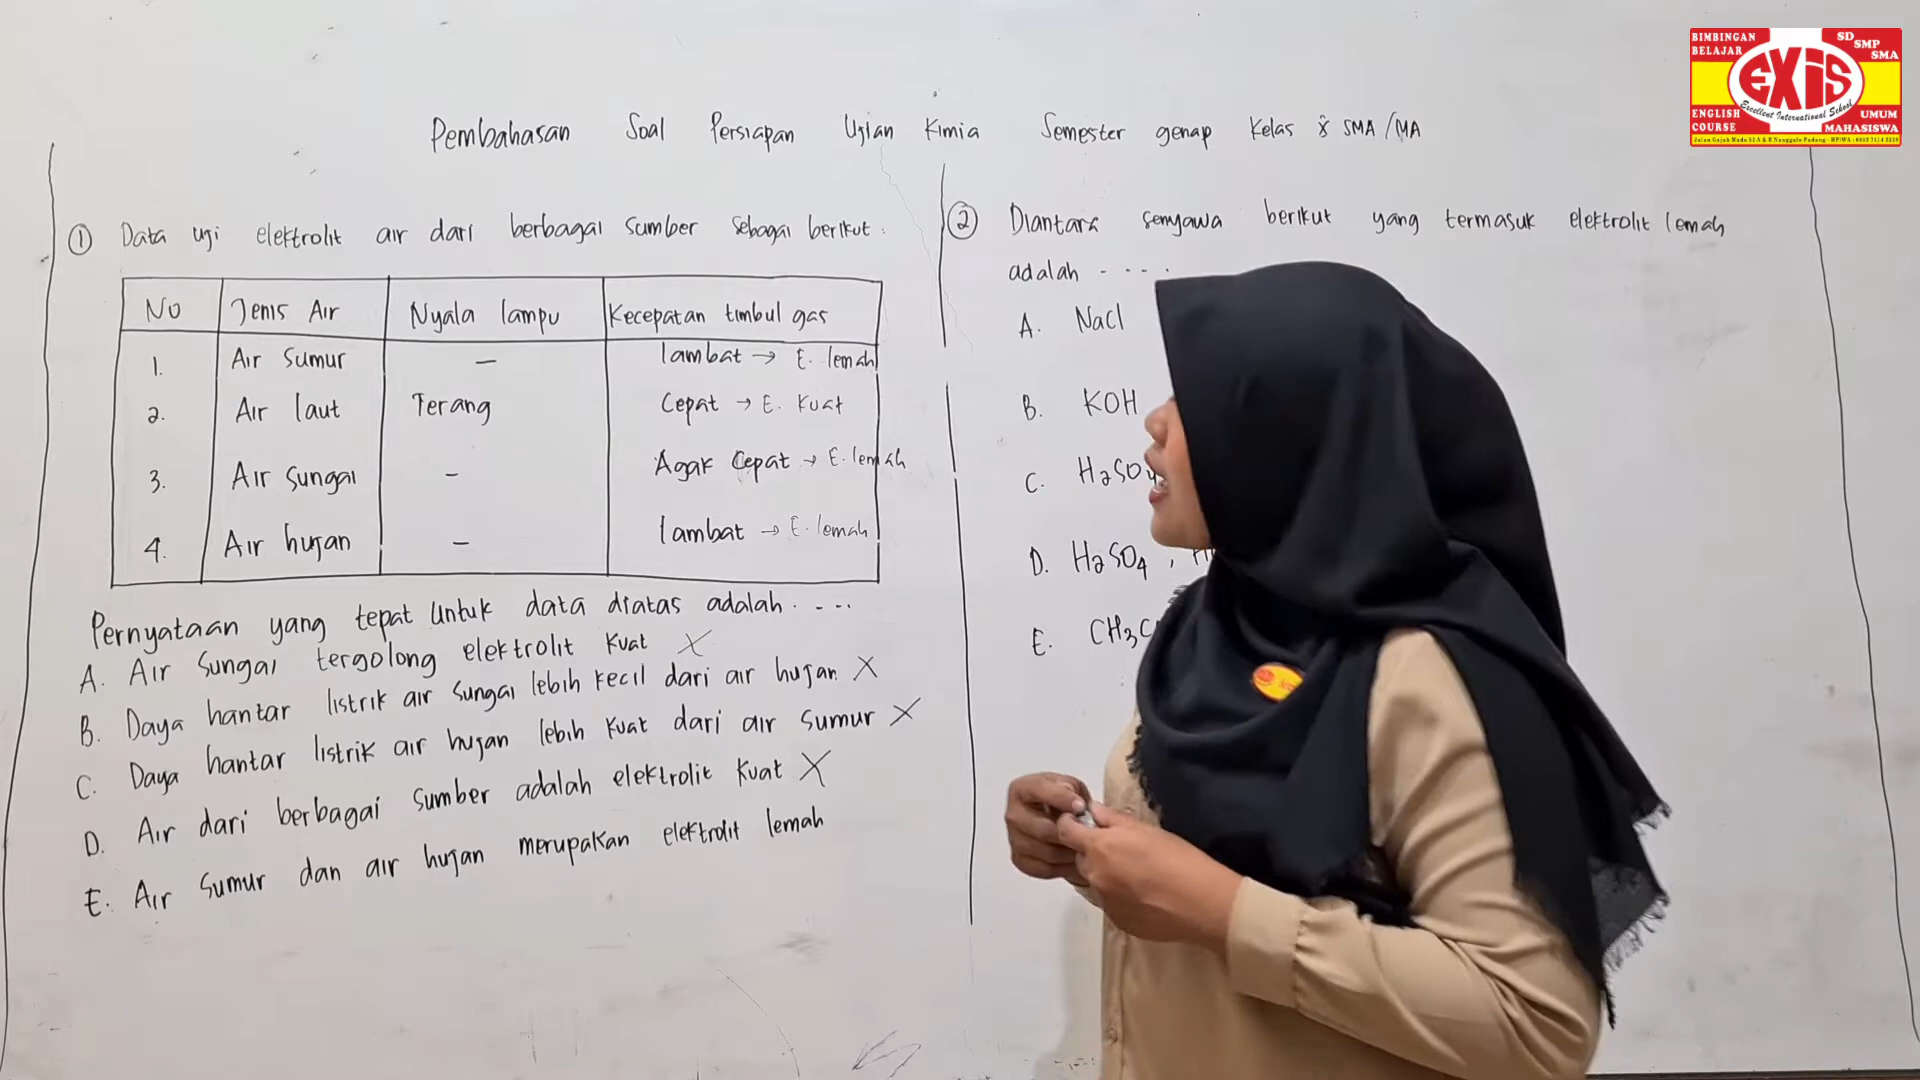 BIMBINGAN
BELAJAR
SD
SMP
SMA
EXIS
Excellent International School
ENGLISH
COURSE
UMUM
MAHASISWA
Pembahasan Soal Persiapan Ujian Kimia Semester genap Kelas X SMA/MA
① Data uji elektrolit air dari berbagai sumber sebagai berikut:
No Jenis Air Nyala lampu Kecepatan timbul gas
1. Air Sumur - lambat → E. lemah
2. Air laut Terang Cepat → E. Kuat
3. Air Sungai - Agak Cepat → E. lemah
4. Air hujan - lambat → E. lemah
Pernyataan yang tepat Untuk data diatas adalah ....
A. Air Sungai tergolong elektrolit Kuat X
B. Daya hantar listrik air Sungai lebih kecil dari air hujan X
C. Daya hantar listrik air hujan lebih Kuat dari air Sumur X
D. Air dari berbagai sumber adalah elektrolit Kuat X
E. Air Sumur dan air hujan merupakan elektrolit lemah
② Diantara senyawa berikut yang termasuk elektrolit lemah
adalah .....
A. NaCl
B. KOH
C. H2SO4
D. H2SO4 ,
E. CH3C